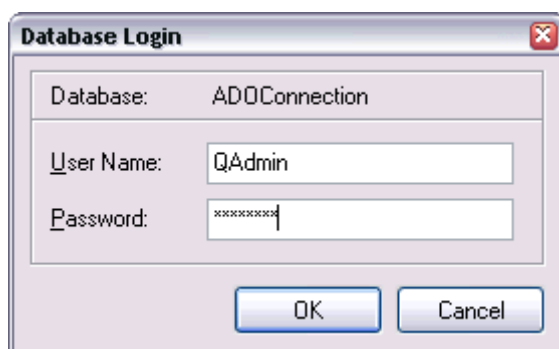 Database Login
Database: ADOConnection
User Name: QAdmin
Password: ********
OK Cancel